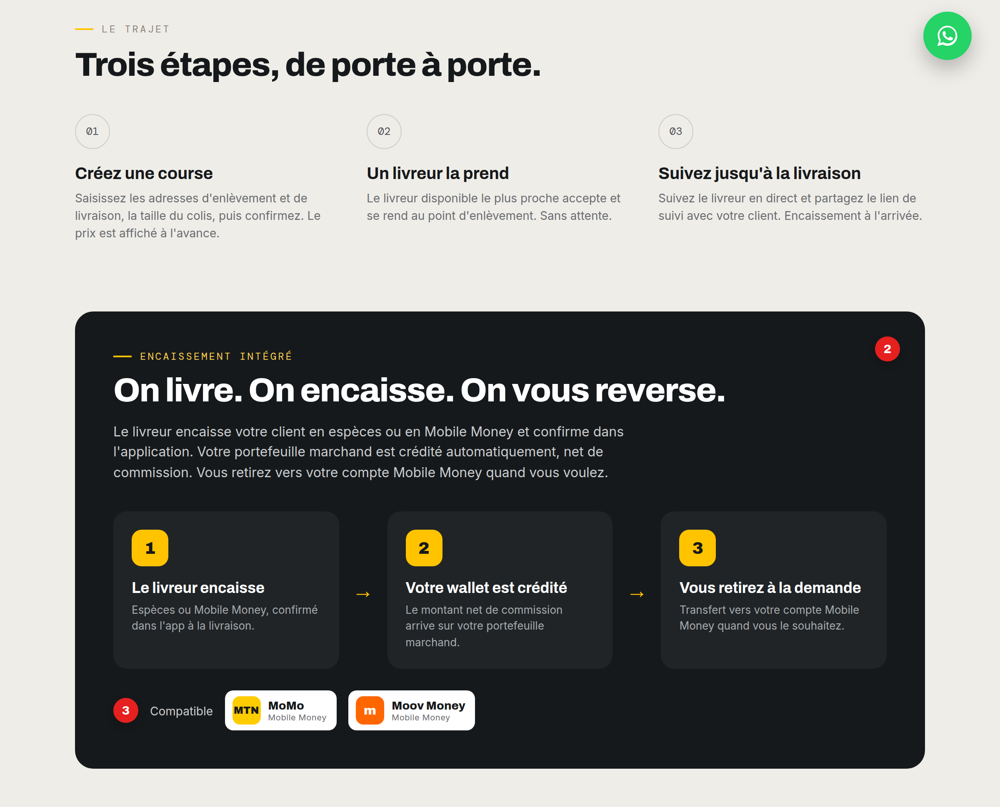 LE TRAJET
Trois étapes, de porte à porte.
01
Créez une course
Saisissez les adresses d'enlèvement et de
livraison, la taille du colis, puis confirmez. Le
prix est affiché à l'avance.
02
Un livreur la prend
Le livreur disponible le plus proche accepte et
se rend au point d'enlèvement. Sans attente.
03
Suivez jusqu'à la livraison
Suivez le livreur en direct et partagez le lien de
suivi avec votre client. Encaissement à l'arrivée.
ENCAISSEMENT INTÉGRÉ
2
On livre. On encaisse. On vous reverse.
Le livreur encaisse votre client en espèces ou en Mobile Money et confirme dans
l'application. Votre portefeuille marchand est crédité automatiquement, net de
commission. Vous retirez vers votre compte Mobile Money quand vous voulez.
1
Le livreur encaisse
Espèces ou Mobile Money, confirmé
dans l'app à la livraison.
→
2
Votre wallet est crédité
Le montant net de commission
arrive sur votre portefeuille
marchand.
→
3
Vous retirez à la demande
Transfert vers votre compte Mobile
Money quand vous le souhaitez.
3
Compatible
MTN
MoMo
Mobile Money
m
Moov Money
Mobile Money